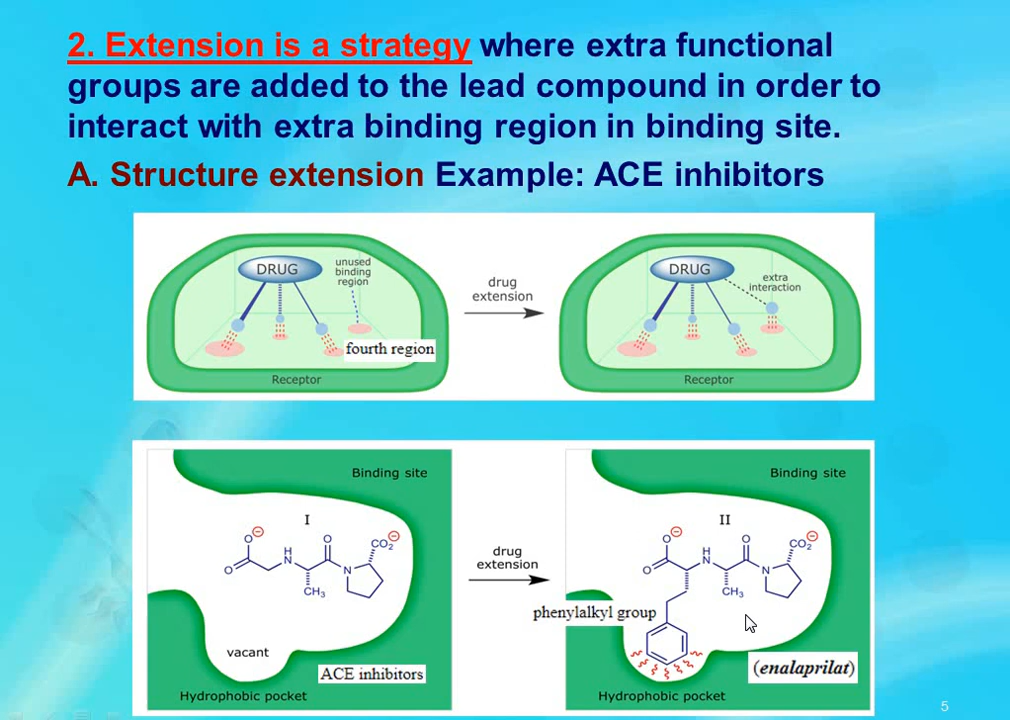 2. Extension is a strategy where extra functional
groups are added to the lead compound in order to
interact with extra binding region in binding site.
A. Structure extension Example: ACE inhibitors
DRUG
unused
binding
region
fourth region
Receptor
drug
extension
DRUG
extra
interaction
Receptor
Binding site
I
O⊖
O
H
N
O
CH3
N
CO2⊖
vacant
ACE inhibitors
Hydrophobic pocket
drug
extension
Binding site
II
O⊖
O
H
N
O
CH3
N
CO2⊖
phenylalkyl group
(enalaprilat)
Hydrophobic pocket
5